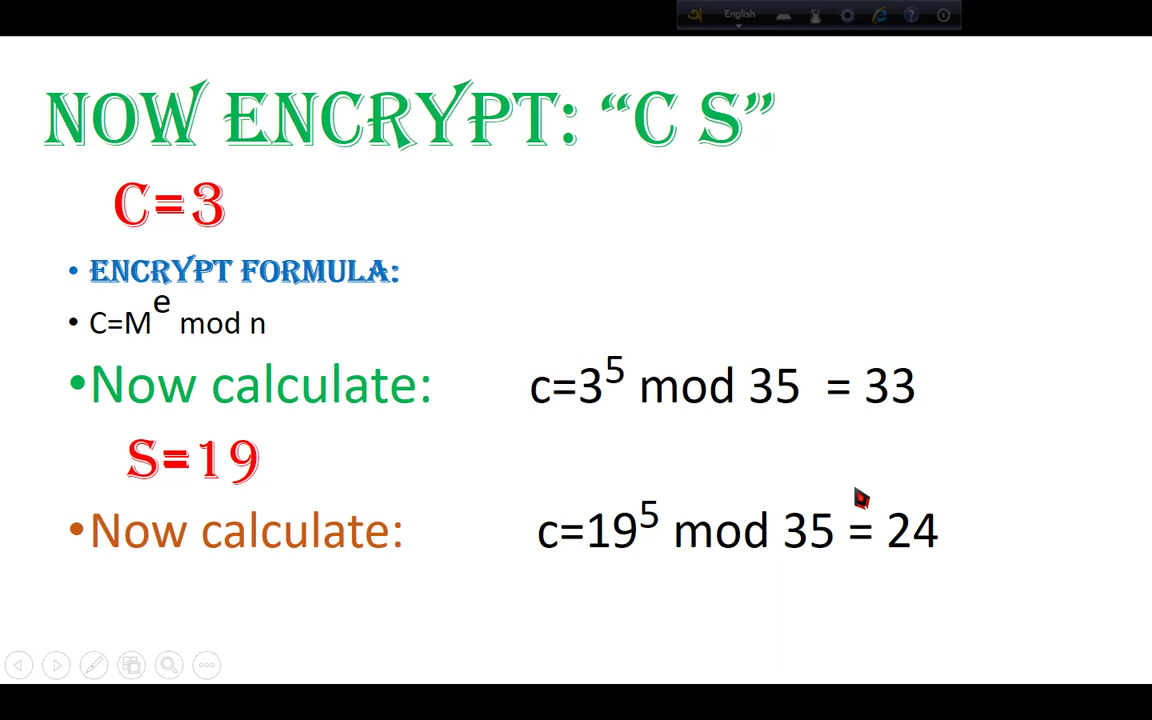 English
NOW ENCRYPT: “C S”
C=3
• ENCRYPT FORMULA:
• C=M^e mod n
•Now calculate: c=3^5 mod 35 = 33
S=19
•Now calculate: c=19^5 mod 35 = 24